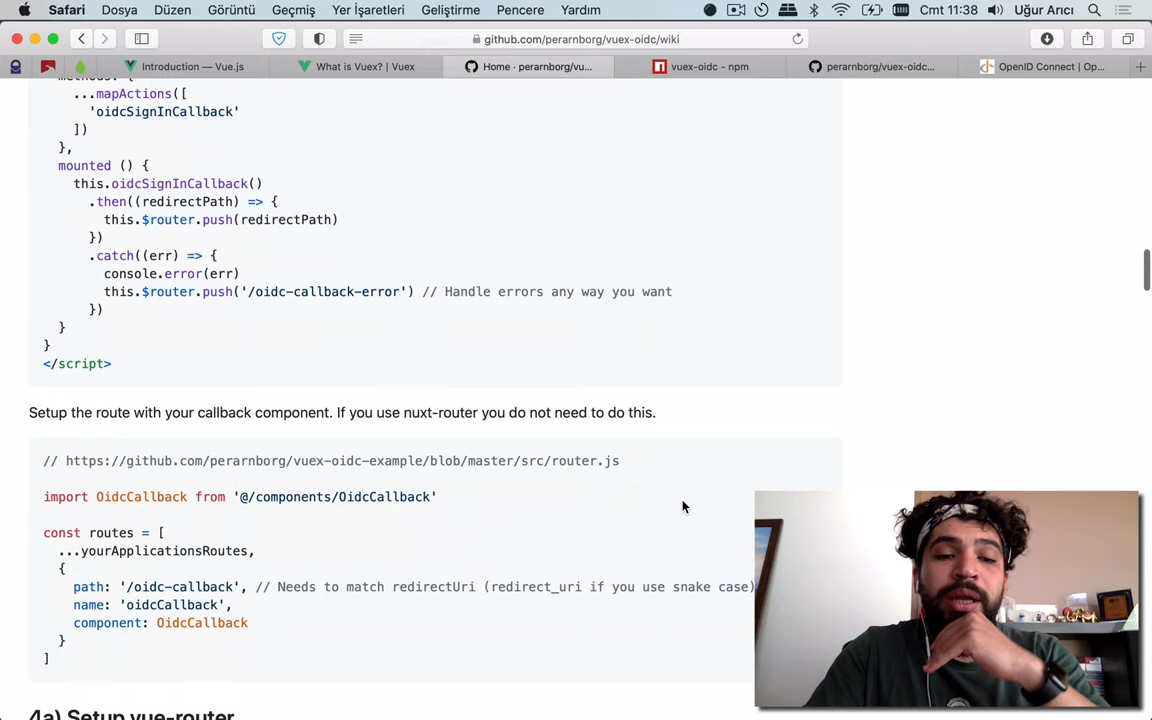 Safari Dosya Düzen Görüntü Geçmiş Yer İşaretleri Geliştirme Pencere Yardım Cmt 11:38 Uğur Arıcı
github.com/perarnborg/vuex-oidc/wiki
Introduction — Vue.js What is Vuex? | Vuex Home · perarnborg/vu... vuex-oidc - npm perarnborg/vuex-oidc... OpenID Connect | Op...
methods: {
...mapActions([
'oidcSignInCallback'
])
},
mounted () {
this.oidcSignInCallback()
.then((redirectPath) => {
this.$router.push(redirectPath)
})
.catch((err) => {
console.error(err)
this.$router.push('/oidc-callback-error') // Handle errors any way you want
})
}
}
</script>
Setup the route with your callback component. If you use nuxt-router you do not need to do this.
// https://github.com/perarnborg/vuex-oidc-example/blob/master/src/router.js
import OidcCallback from '@/components/OidcCallback'
const routes = [
...yourApplicationsRoutes,
{
path: '/oidc-callback', // Needs to match redirectUri (redirect_uri if you use snake case)
name: 'oidcCallback',
component: OidcCallback
}
]
4a) Setup vue-router